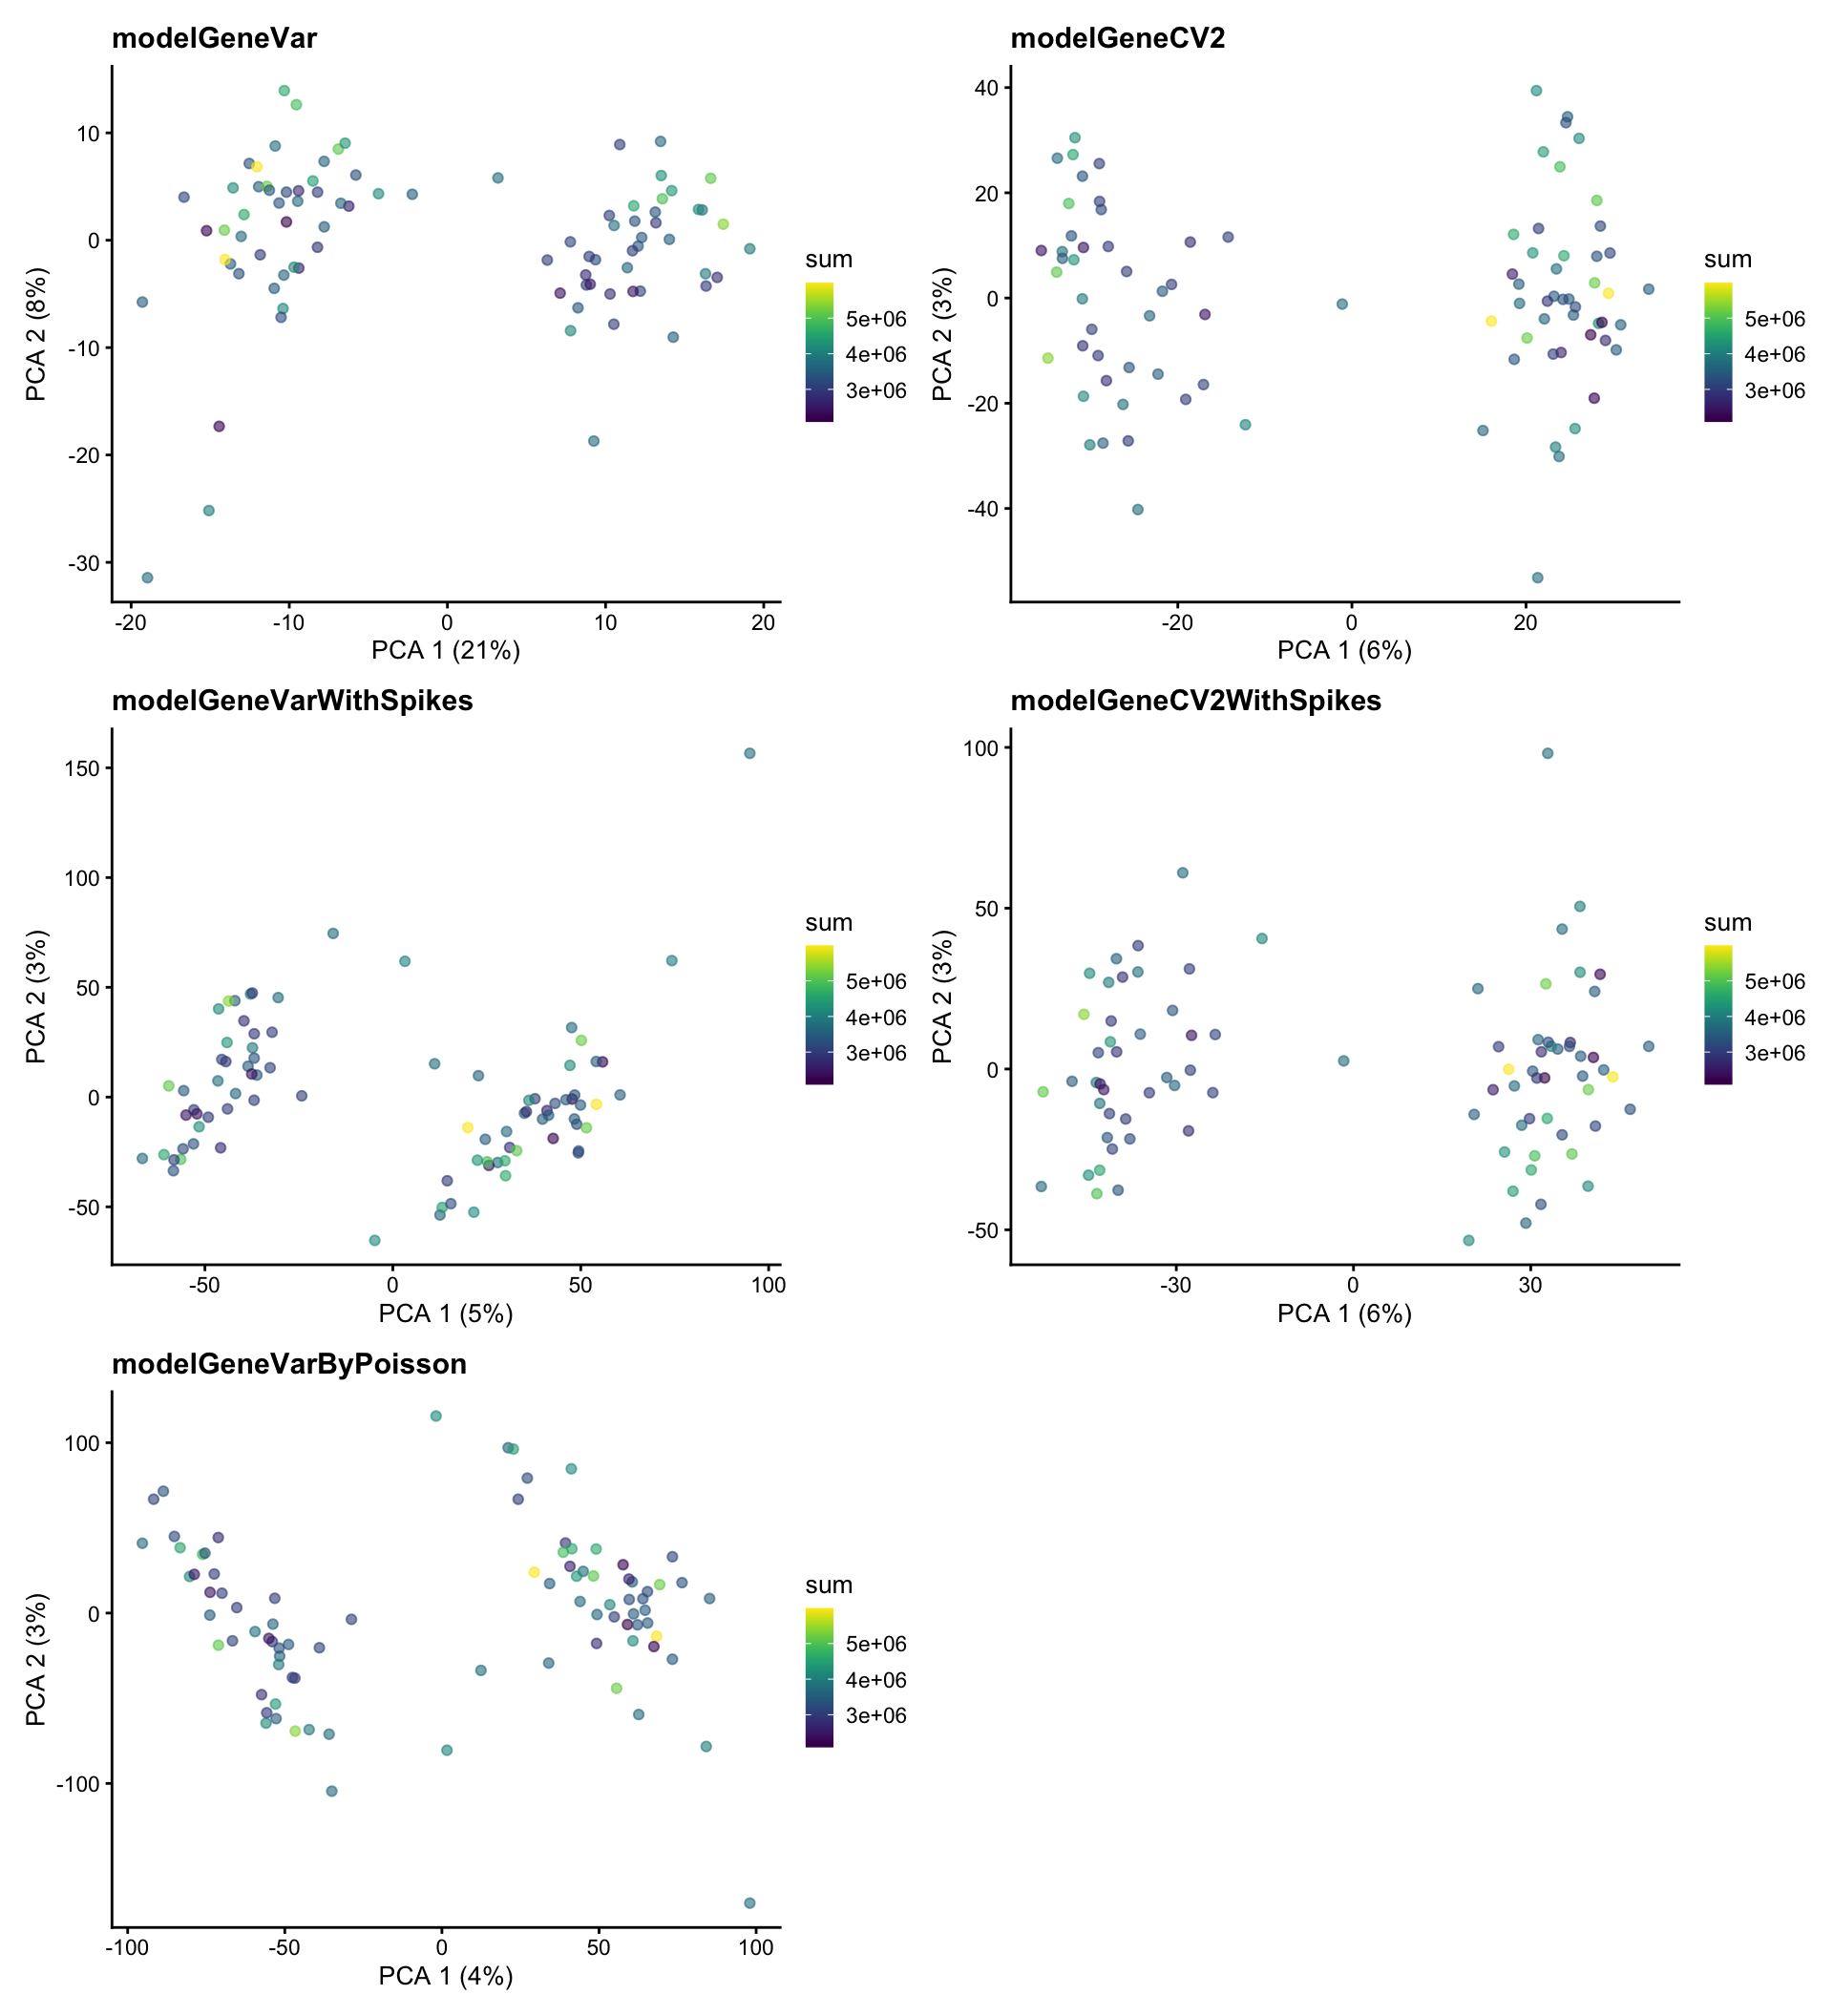 modelGeneVar
10
0
-10
-20
-30
-20 -10 0 10 20
PCA 1 (21%)
PCA 2 (8%)
sum
5e+06
4e+06
3e+06
modelGeneCV2
40
20
0
-20
-40
-20 0 20
PCA 1 (6%)
PCA 2 (3%)
sum
5e+06
4e+06
3e+06
modelGeneVarWithSpikes
150
100
50
0
-50
-50 0 50 100
PCA 1 (5%)
PCA 2 (3%)
sum
5e+06
4e+06
3e+06
modelGeneCV2WithSpikes
100
50
0
-50
-30 0 30
PCA 1 (6%)
PCA 2 (3%)
sum
5e+06
4e+06
3e+06
modelGeneVarByPoisson
100
0
-100
-100 -50 0 50 100
PCA 1 (4%)
PCA 2 (3%)
sum
5e+06
4e+06
3e+06